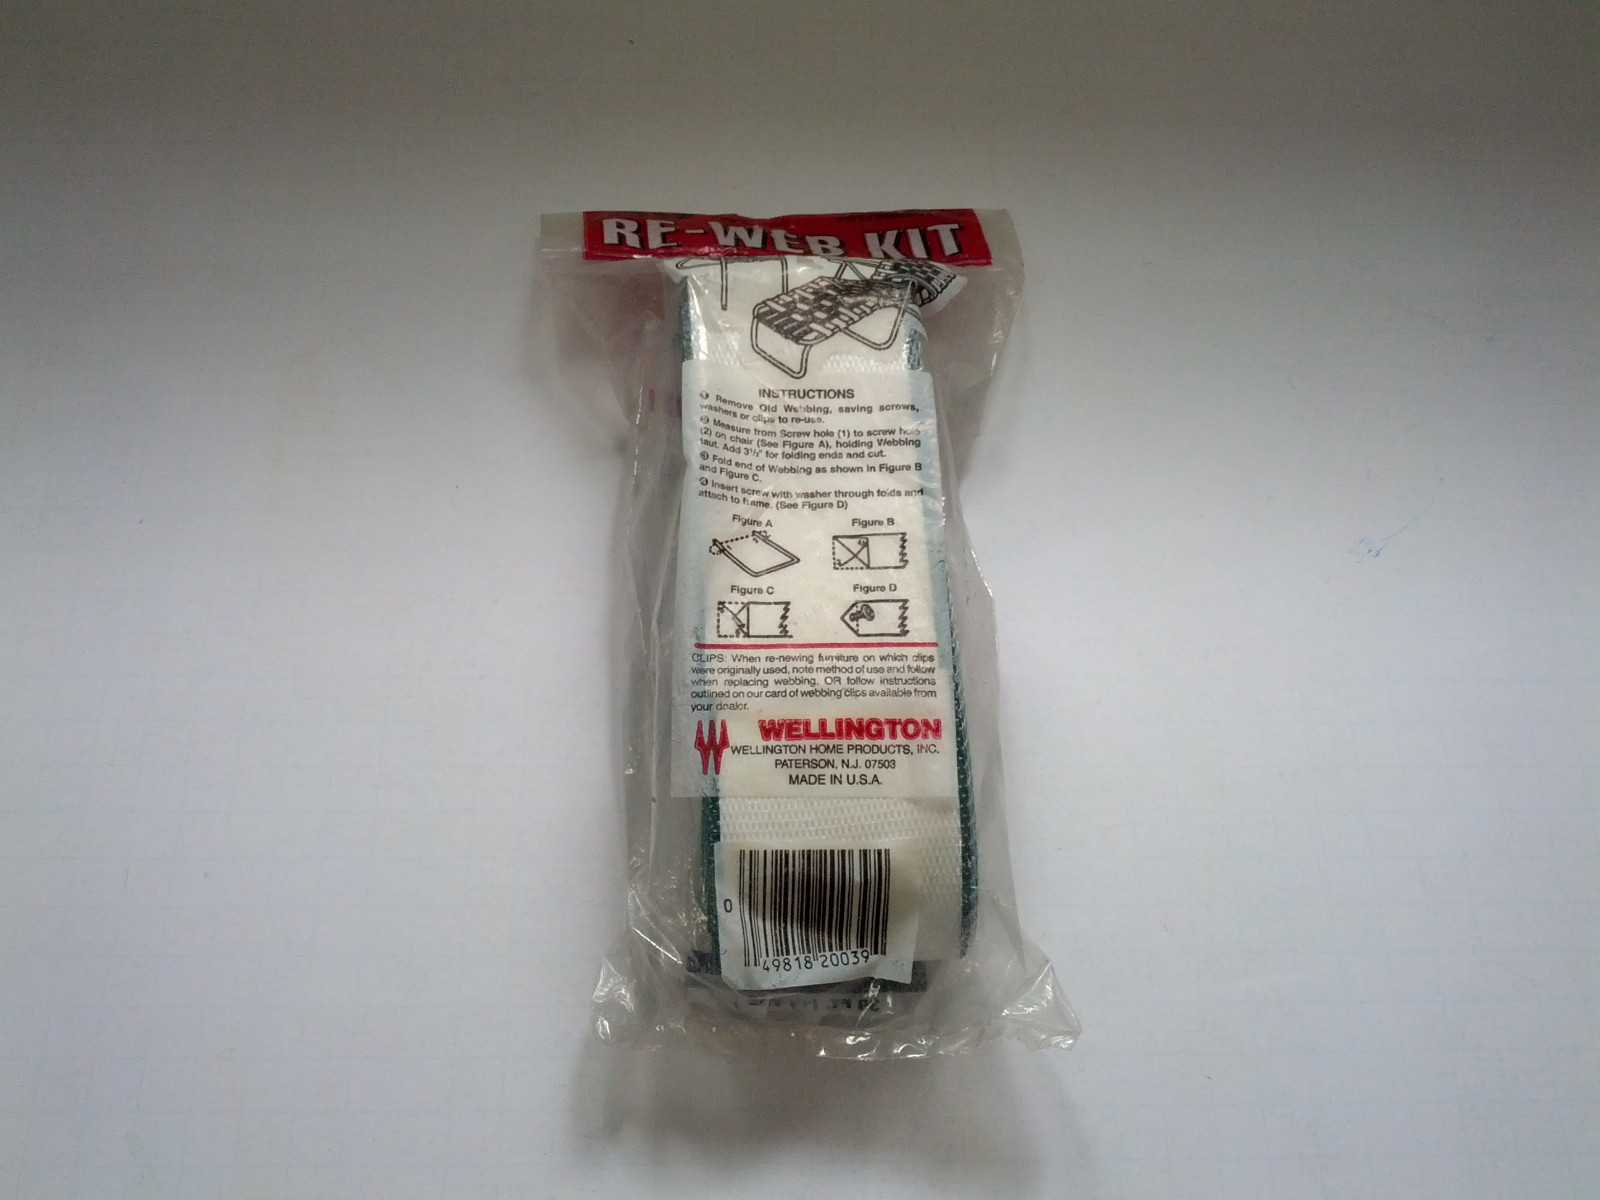 RE-WEB KIT
INSTRUCTIONS
❶ Remove Old Webbing, saving screws,
washers or clips to re-use.
❷ Measure from Screw hole (1) to screw hole
(2) on chair (See Figure A), holding Webbing
taut. Add 3½" for folding ends and cut.
❸ Fold end of Webbing as shown in Figure B
and Figure C.
❹ Insert screw with washer through folds and
attach to frame. (See Figure D)
Figure A
Figure B
Figure C
Figure D
CLIPS: When re-newing furniture on which clips
were originally used, note method of use and follow
when replacing webbing, OR follow instructions
outlined on our card of webbing clips available from
your dealer.
WELLINGTON
WELLINGTON HOME PRODUCTS, INC.
PATERSON, N.J. 07503
MADE IN U.S.A.
0 49818 20039